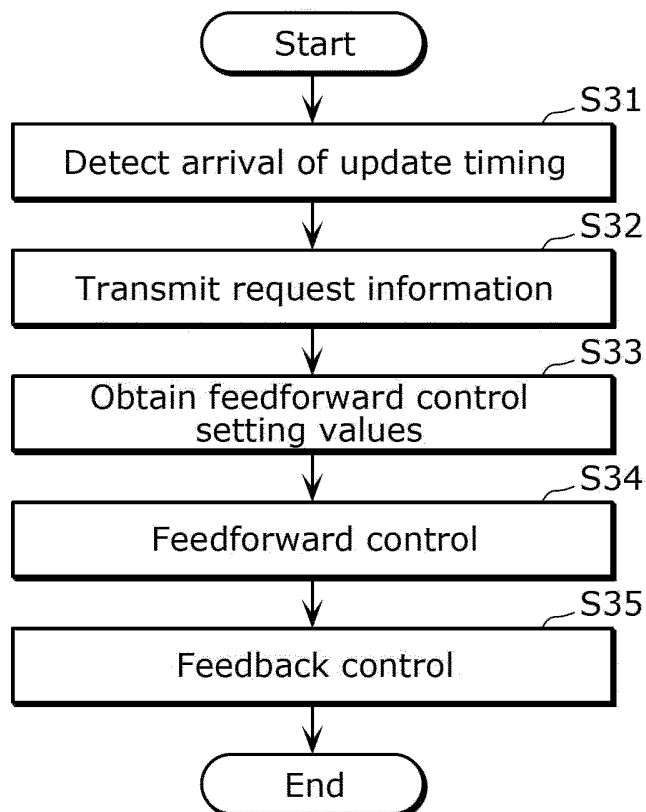 Start
S31
Detect arrival of update timing
S32
Transmit request information
S33
Obtain feedforward control
setting values
S34
Feedforward control
S35
Feedback control
End